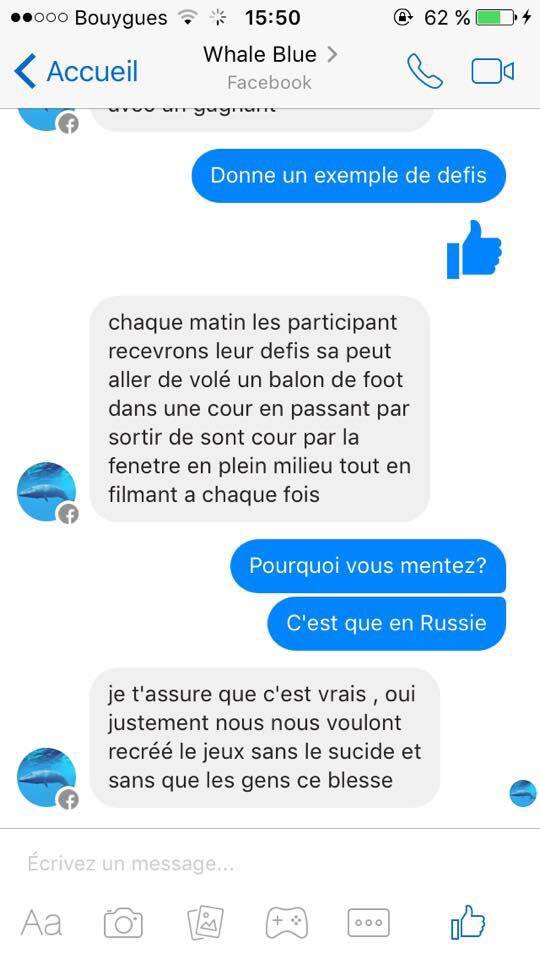 Bouygues 15:50 62 %
Accueil
Whale Blue
Facebook
avec un gagnant
Donne un exemple de defis
chaque matin les participant
recevrons leur defis sa peut
aller de volé un balon de foot
dans une cour en passant par
sortir de sont cour par la
fenetre en plein milieu tout en
filmant a chaque fois
Pourquoi vous mentez?
C'est que en Russie
je t'assure que c'est vrais , oui
justement nous nous voulont
recréé le jeux sans le sucide et
sans que les gens ce blesse
Écrivez un message...
Aa